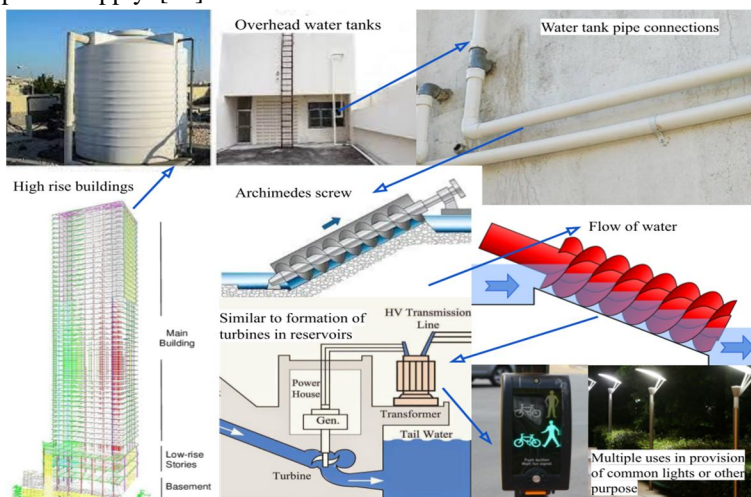 Overhead water tanks
Water tank pipe connections
High rise buildings
Archimedes screw
Flow of water
Main
Building
Low-rise
Stories
Basement
Similar to formation of
turbines in reservoirs
HV Transmission
Line
Power
House
Gen.
Transformer
Tail Water
Turbine
Multiple uses in provision
of common lights or other
purpose